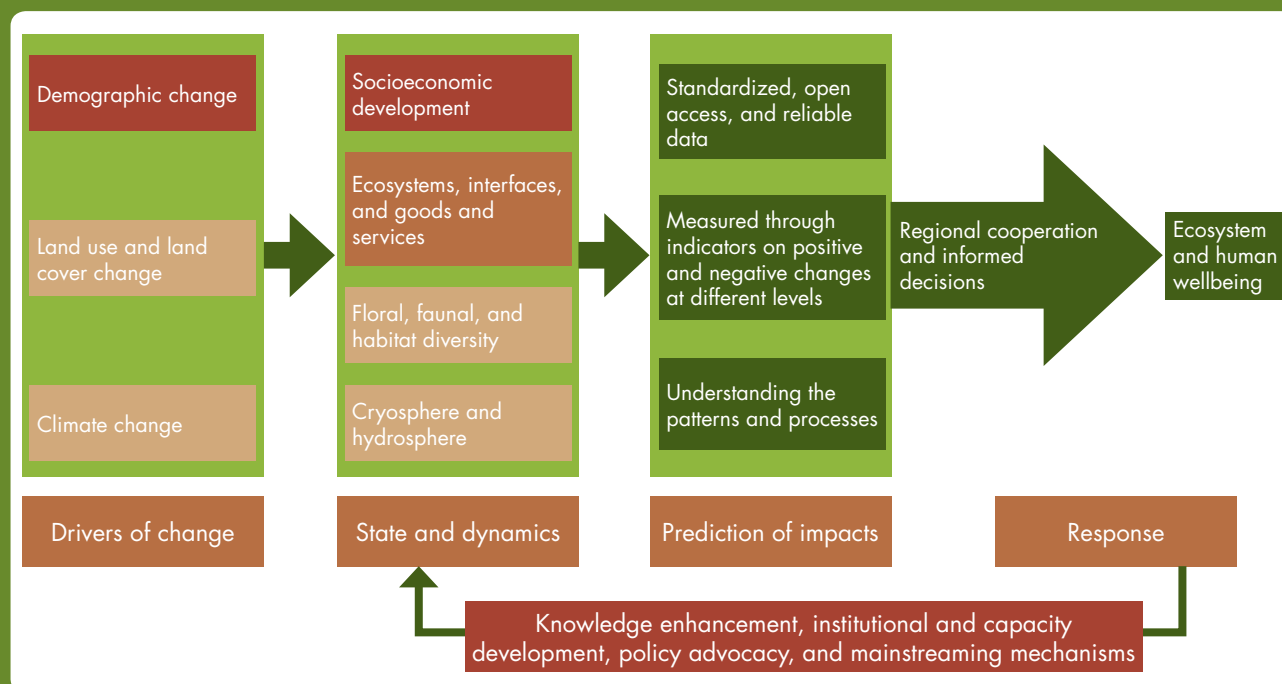 Demographic change
Land use and land
cover change
Climate change
Drivers of change
Socioeconomic
development
Ecosystems, interfaces,
and goods and
services
Floral, faunal, and
habitat diversity
Cryosphere and
hydrosphere
State and dynamics
Standardized, open
access, and reliable
data
Measured through
indicators on positive
and negative changes
at different levels
Understanding the
patterns and processes
Prediction of impacts
Regional cooperation
and informed
decisions
Ecosystem
and human
wellbeing
Response
Knowledge enhancement, institutional and capacity
development, policy advocacy, and mainstreaming mechanisms